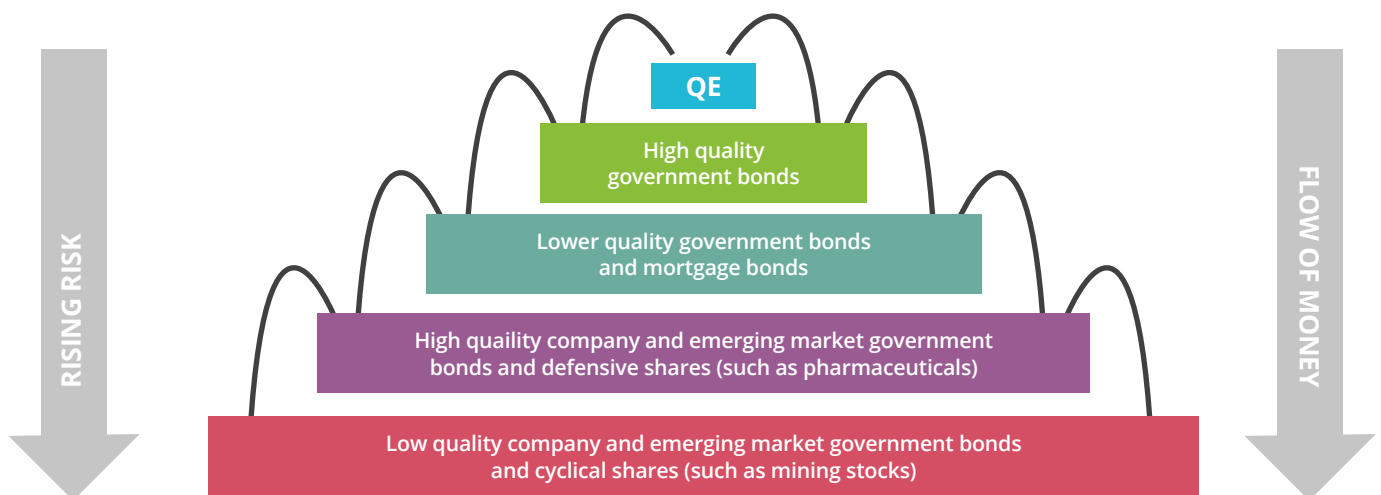 QE
High quality
government bonds
Lower quality government bonds
and mortgage bonds
High quaility company and emerging market government
bonds and defensive shares (such as pharmaceuticals)
Low quality company and emerging market government bonds
and cyclical shares (such as mining stocks)
RISING RISK
FLOW OF MONEY